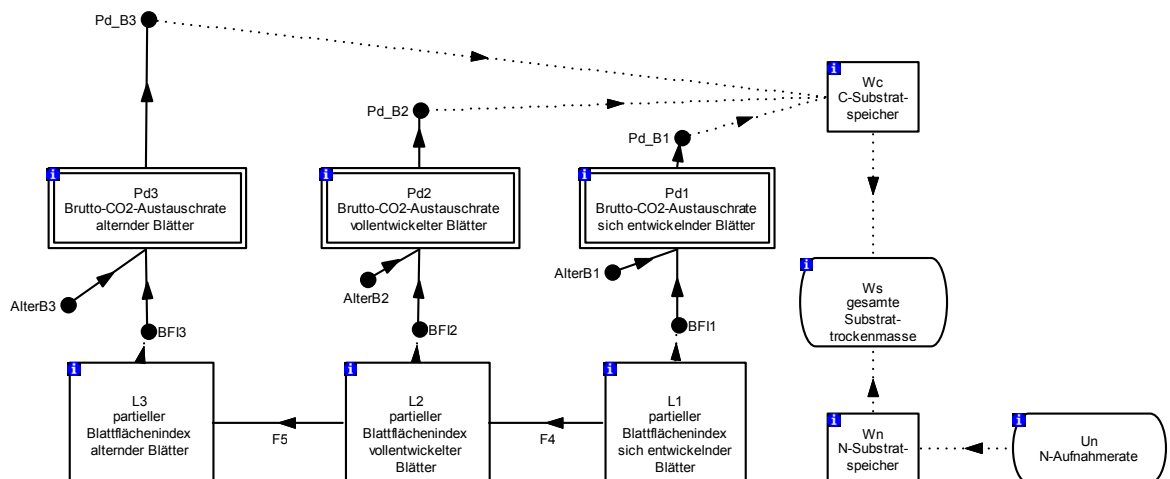 Pd_B3
Wc
C-Substrat-
speicher
Pd_B2
Pd_B1
Pd3
Brutto-CO2-Austauschrate
alternder Blätter
Pd2
Brutto-CO2-Austauschrate
vollentwickelter Blätter
Pd1
Brutto-CO2-Austauschrate
sich entwickelnder Blätter
AlterB3
AlterB2
AlterB1
Ws
gesamte
Substrat-
trockenmasse
BFI3
BFI2
BFI1
L3
partieller
Blattflächenindex
alternder Blätter
F5
L2
partieller
Blattflächenindex
vollentwickelter
Blätter
F4
L1
partieller
Blattflächenindex
sich entwickelnder
Blätter
Wn
N-Substrat-
speicher
Un
N-Aufnahmerate